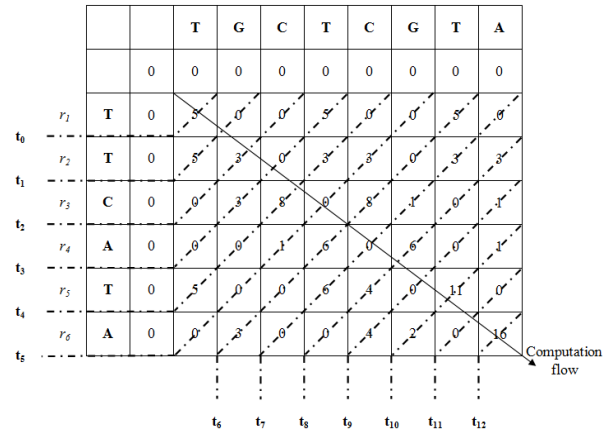 T G C T C G T A
0 0 0 0 0 0 0 0 0
r1 T 0 5 0 0 5 0 0 5 0
t0
r2 T 0 5 3 0 3 3 0 3 3
t1
r3 C 0 0 3 8 0 8 1 0 1
t2
r4 A 0 0 0 1 6 0 6 0 1
t3
r5 T 0 5 0 0 6 4 0 11 0
t4
r6 A 0 0 3 0 0 4 2 0 16
t5
Computation
flow
t6 t7 t8 t9 t10 t11 t12